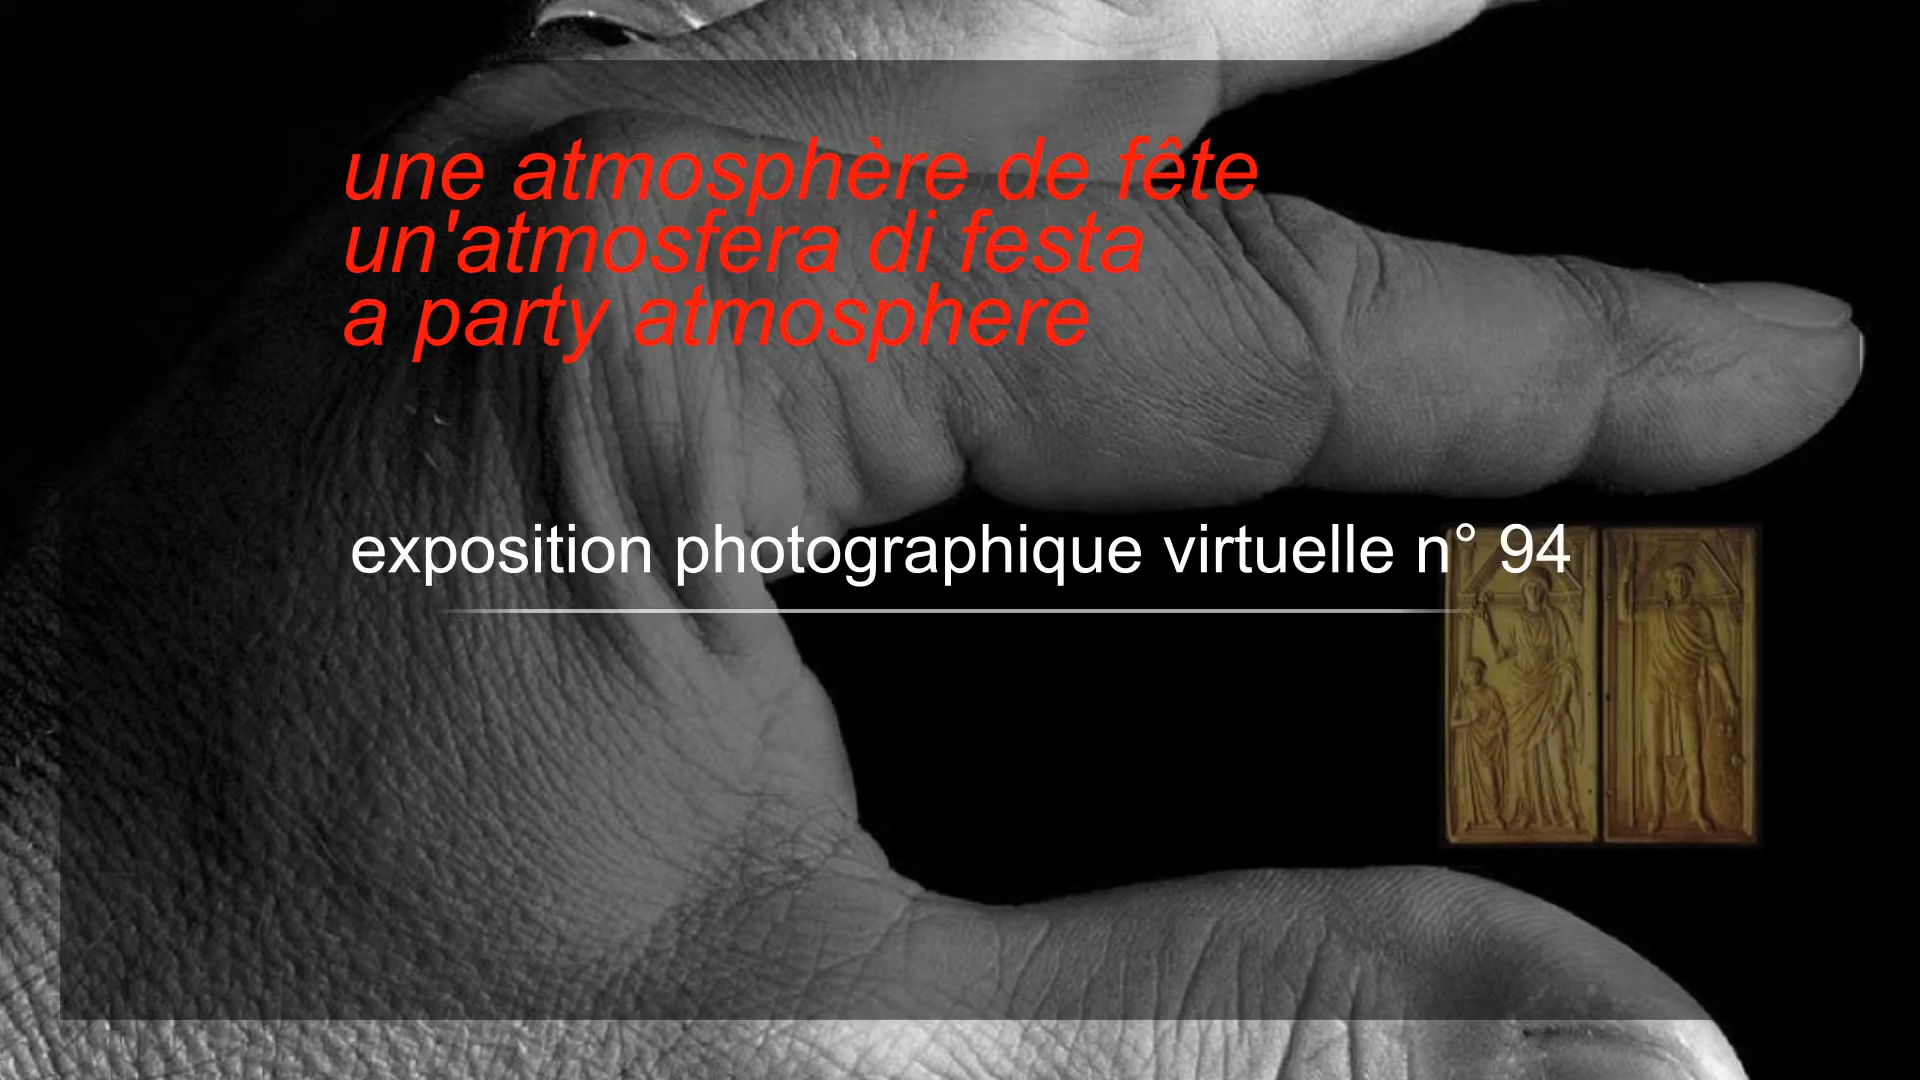 une atmosphère de fête
un'atmosfera di festa
a party atmosphere
exposition photographique virtuelle n° 94